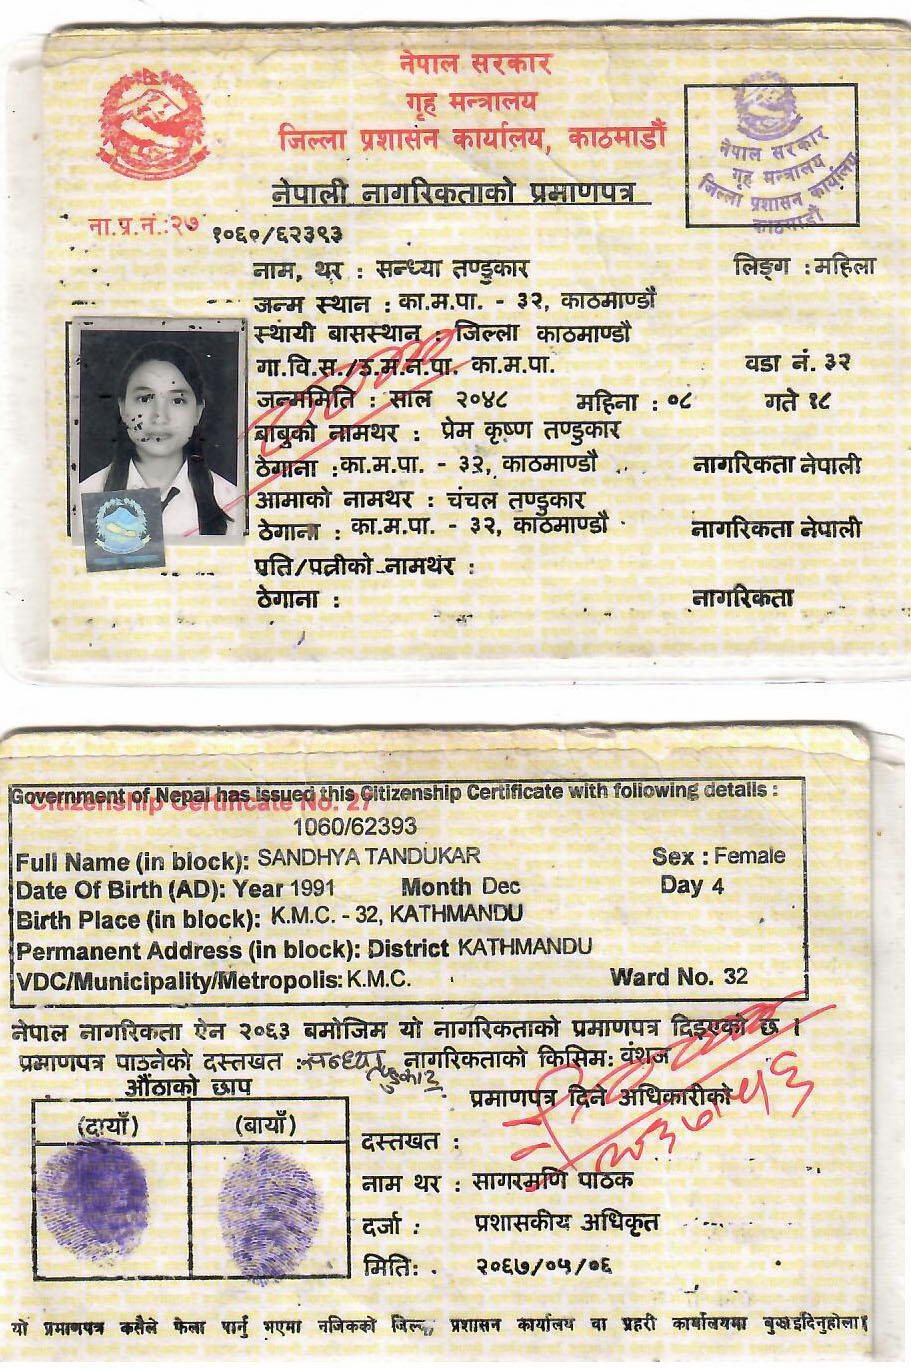 नेपाल सरकार
गृह मन्त्रालय
जिल्ला प्रशासन कार्यालय, काठमाडौं
नेपाल सरकार
गृह मन्त्रालय
जिल्ला प्रशासन कार्यालय
काठमाडौं
नेपाली नागरिकताको प्रमाणपत्र
ना.प्र.नं.:२७
१०६०/६२३९३
नाम, थर : सन्ध्या तण्डुकार लिङ्ग : महिला
जन्म स्थान : का.म.पा. - ३२, काठमाण्डौ
स्थायी बासस्थान : जिल्ला काठमाण्डौ
गा.वि.स./उ.म.न.पा. का.म.पा. वडा नं. ३२
जन्ममिति : साल २०४८ महिना : ०८ गते १८
बाबुको नामथर : प्रेम कृष्ण तण्डुकार
ठेगाना : का.म.पा. - ३२, काठमाण्डौ नागरिकता नेपाली
आमाको नामथर : चंचल तण्डुकार
ठेगाना : का.म.पा. - ३२, काठमाण्डौ नागरिकता नेपाली
पति/पत्नीको नामथर :
ठेगाना : नागरिकता
Government of Nepal has issued this Citizenship Certificate with following details :
Citizenship Certificate No. 27
1060/62393
Full Name (in block): SANDHYA TANDUKAR Sex : Female
Date Of Birth (AD): Year 1991 Month Dec Day 4
Birth Place (in block): K.M.C. - 32, KATHMANDU
Permanent Address (in block): District KATHMANDU
VDC/Municipality/Metropolis: K.M.C. Ward No. 32
नेपाल नागरिकता ऐन २०६३ बमोजिम यो नागरिकताको प्रमाणपत्र दिइएको छ ।
प्रमाणपत्र पाउनेको दस्तखत : सन्ध्या तण्डुकार नागरिकताको किसिम: वंशज
औंठाको छाप
प्रमाणपत्र दिने अधिकारीको
(दायाँ) (बायाँ)
दस्तखत :
नाम थर : सागरमणि पाठक
दर्जा : प्रशासकीय अधिकृत
मिति: २०६७/०५/०६
यो प्रमाणपत्र कसैले फेला पार्नु भएमा नजिकको जिल्ला प्रशासन कार्यालय वा प्रहरी कार्यालयमा बुझाइदिनुहोला।